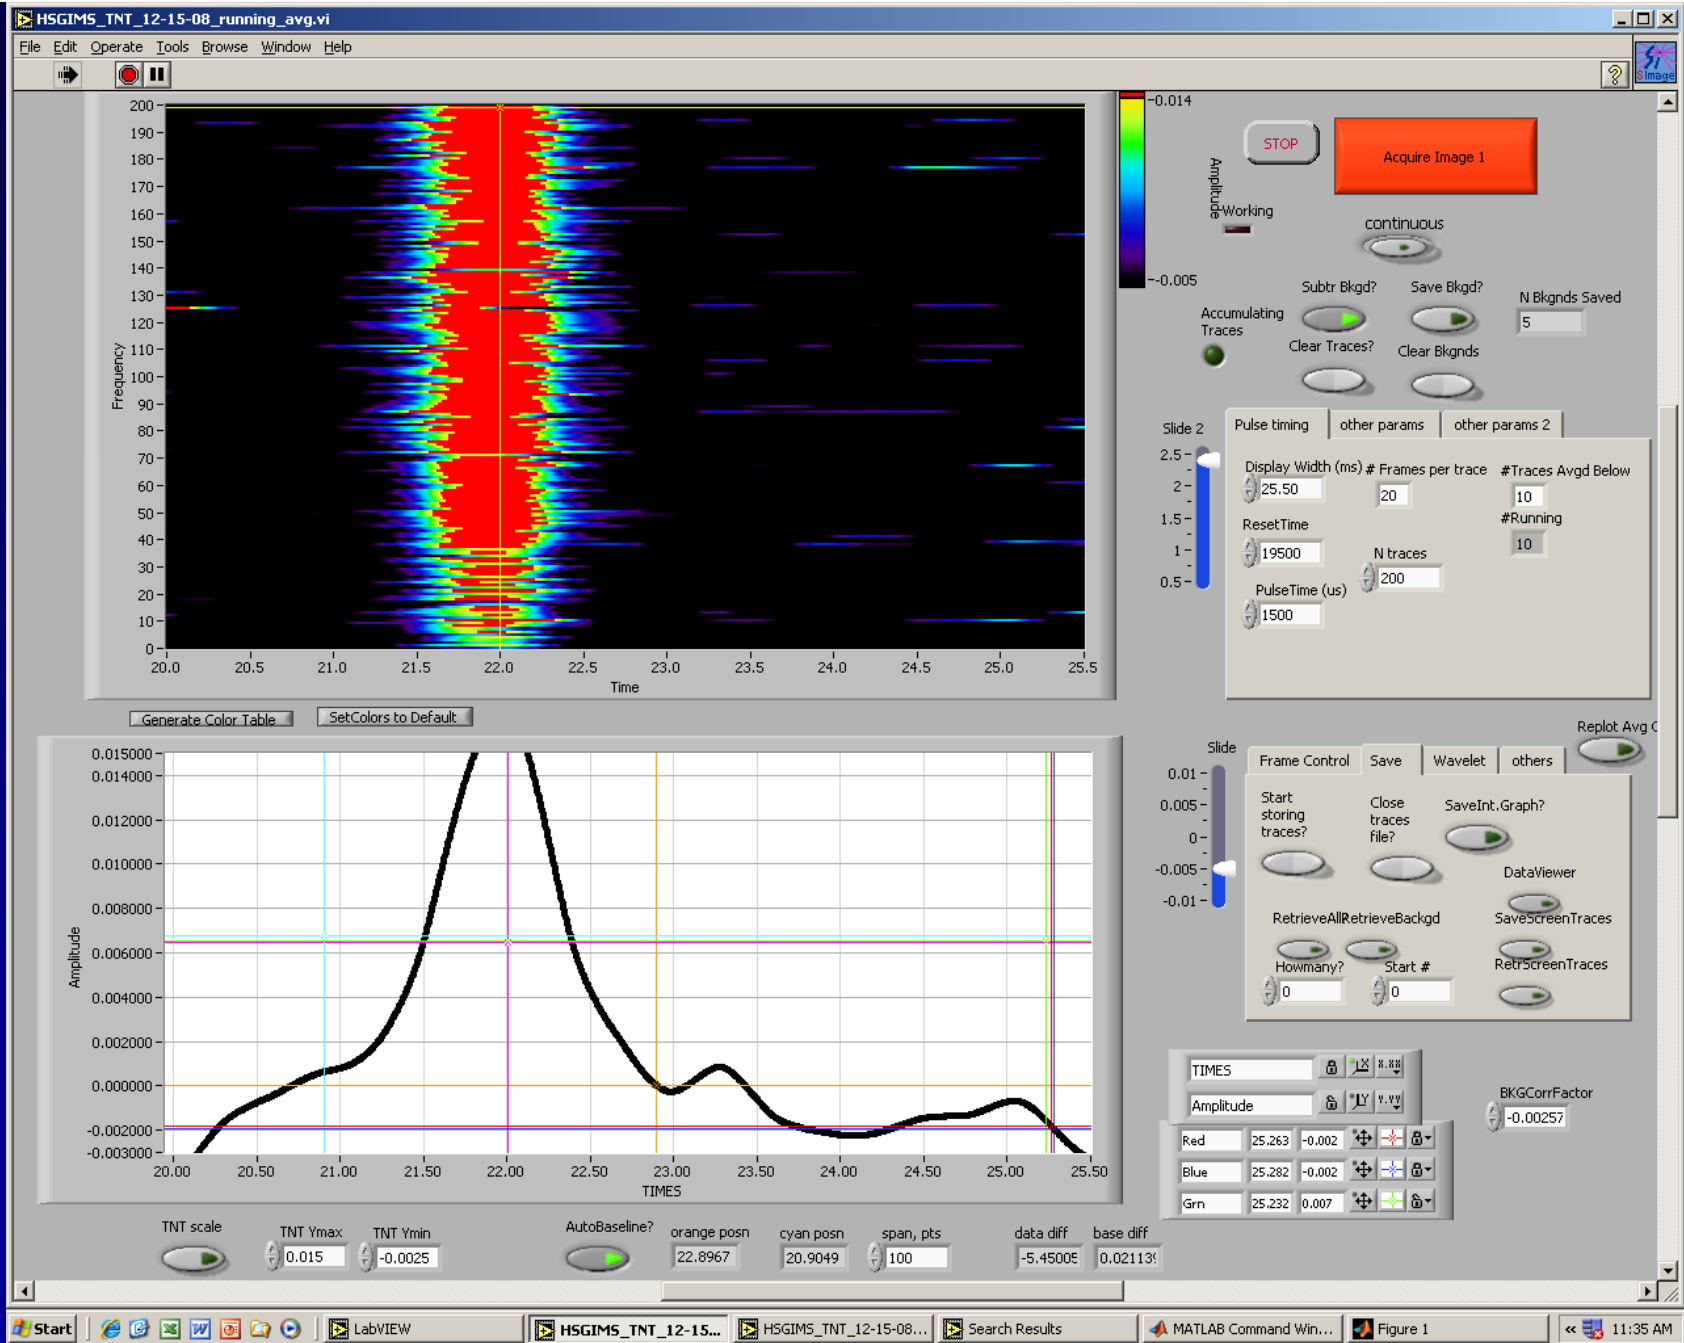 HSGIMS_TNT_12-15-08_running_avg.vi
File Edit Operate Tools Browse Window Help
SImage
200
190
180
170
160
150
140
130
120
110
100
90
80
70
60
50
40
30
20
10
0
Frequency
20.0 20.5 21.0 21.5 22.0 22.5 23.0 23.5 24.0 24.5 25.0 25.5
Time
-0.014
-0.005
Amplitude
STOP
Acquire Image 1
Working
continuous
Subtr Bkgd? Save Bkgd? N Bkgnds Saved
5
Accumulating
Traces
Clear Traces? Clear Bkgnds
Slide 2
2.5
2
1.5
1
0.5
Pulse timing other params other params 2
Display Width (ms) # Frames per trace #Traces Avgd Below
25.50 20 10
ResetTime #Running
19500 10
N traces
200
PulseTime (us)
1500
Generate Color Table SetColors to Default
Replot Avg
0.015000
0.014000
0.012000
0.010000
0.008000
0.006000
0.004000
0.002000
0.000000
-0.002000
-0.003000
Amplitude
20.00 20.50 21.00 21.50 22.00 22.50 23.00 23.50 24.00 24.50 25.00 25.50
TIMES
Slide
0.01
0.005
0
-0.005
-0.01
Frame Control Save Wavelet others
Start
storing
traces?
Close
traces
file?
SaveInt.Graph?
DataViewer
RetrieveAll RetrieveBackgd SaveScreenTraces
Howmany? Start # RetrScreenTraces
0 0
TIMES X.XX
Amplitude Y.YY
Red 25.263 -0.002
Blue 25.282 -0.002
Grn 25.232 0.007
BKGCorrFactor
-0.00257
TNT scale TNT Ymax TNT Ymin AutoBaseline? orange posn cyan posn span, pts data diff base diff
0.015 -0.0025 22.8967 20.9049 100 -5.45005 0.021139
Start LabVIEW HSGIMS_TNT_12-15... HSGIMS_TNT_12-15-08... Search Results MATLAB Command Win... Figure 1 « 11:35 AM